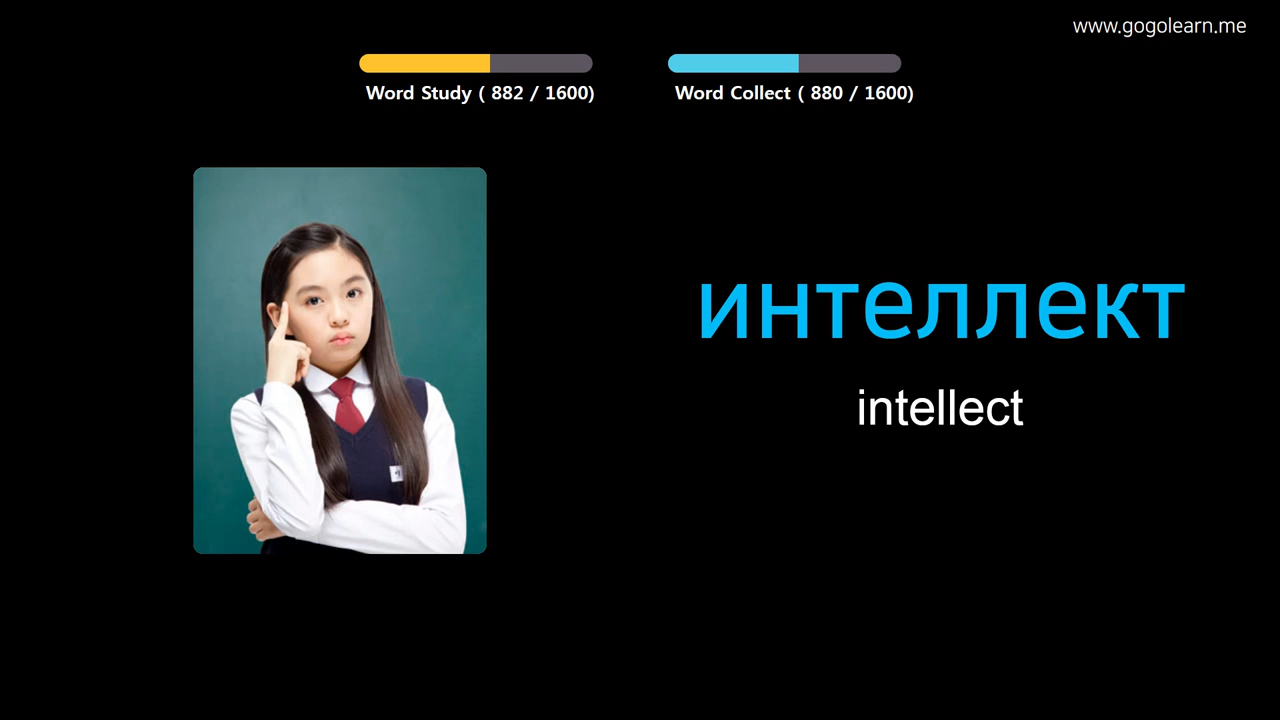 www.gogolearn.me
Word Study ( 882 / 1600)
Word Collect ( 880 / 1600)
интеллект
intellect